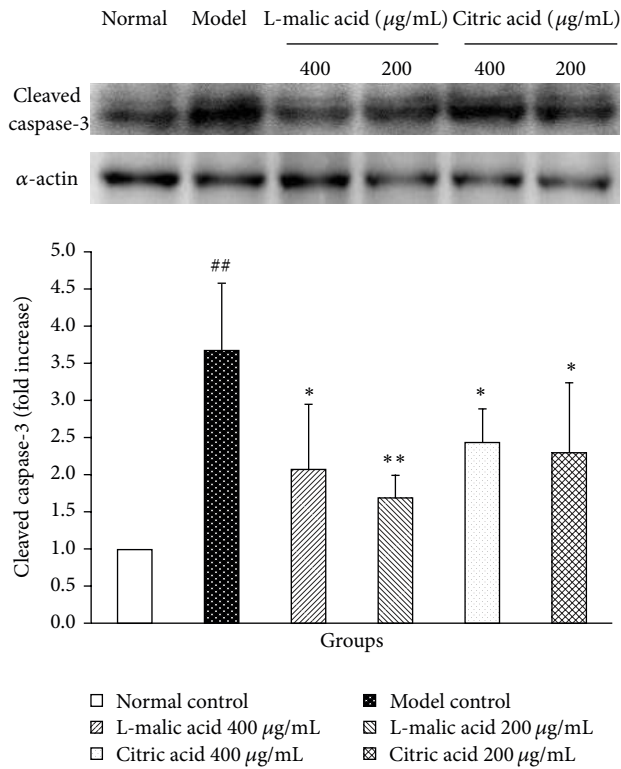 Normal Model L-malic acid (μg/mL) Citric acid (μg/mL)
400 200 400 200
Cleaved caspase-3
α-actin
5.0
4.5
4.0
3.5
3.0
2.5
2.0
1.5
1.0
0.5
0.0
Cleaved caspase-3 (fold increase)
##
*
**
*
*
Groups
Normal control Model control
L-malic acid 400 μg/mL L-malic acid 200 μg/mL
Citric acid 400 μg/mL Citric acid 200 μg/mL